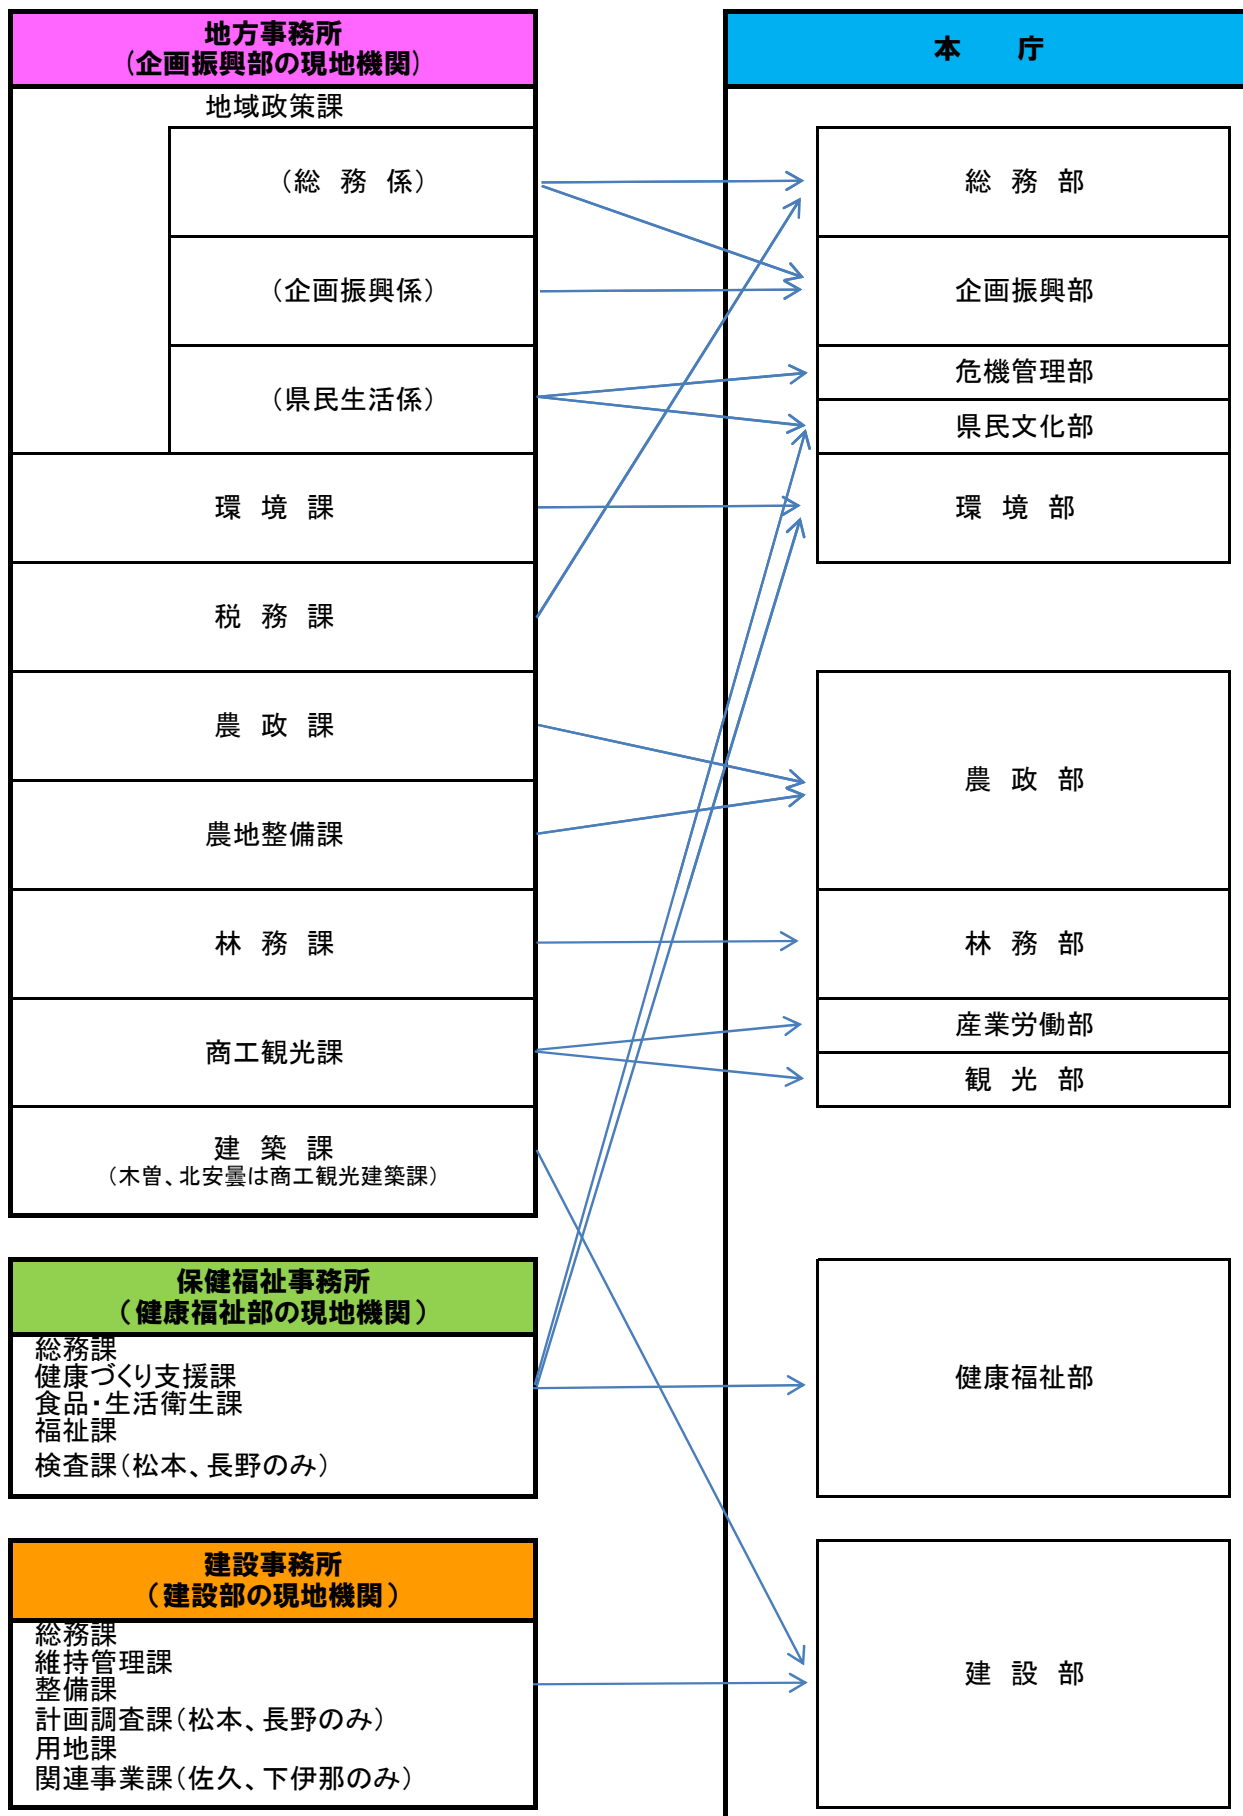 地方事務所
(企画振興部の現地機関)
地域政策課
(総　務　係)
(企画振興係)
(県民生活係)
環　境　課
税　務　課
農　政　課
農地整備課
林　務　課
商工観光課
建　築　課
(木曽、北安曇は商工観光建築課)
保健福祉事務所
(健康福祉部の現地機関)
総務課
健康づくり支援課
食品・生活衛生課
福祉課
検査課(松本、長野のみ)
建設事務所
(建設部の現地機関)
総務課
維持管理課
整備課
計画調査課(松本、長野のみ)
用地課
関連事業課(佐久、下伊那のみ)
本　　庁
総　務　部
企画振興部
危機管理部
県民文化部
環　境　部
農　政　部
林　務　部
産業労働部
観　光　部
健康福祉部
建　設　部